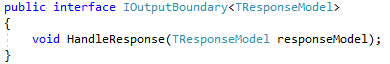 public interface IOutputBoundary<TResponseModel>
{
    void HandleResponse(TResponseModel responseModel);
}